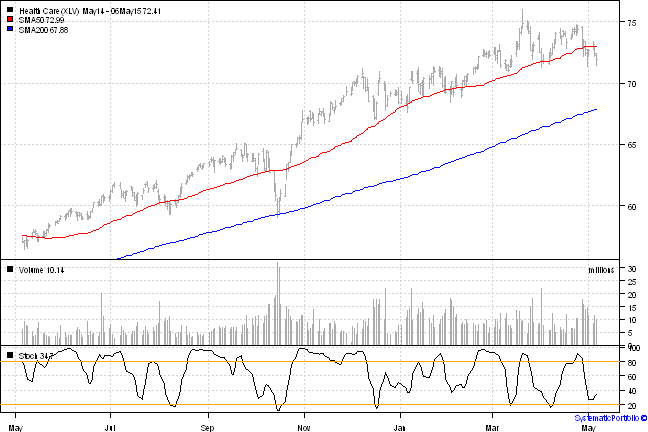 Health Care (XLV) May14 - 06May15 72.41
SMA50 72.99
SMA200 67.88
75
70
65
60
Volume 10.14
millions
30
25
20
15
10
5
Stoch 34.7
100
80
60
40
20
May
Jul
Sep
Nov
Jan
Mar
May
SystematicPortfolio ©